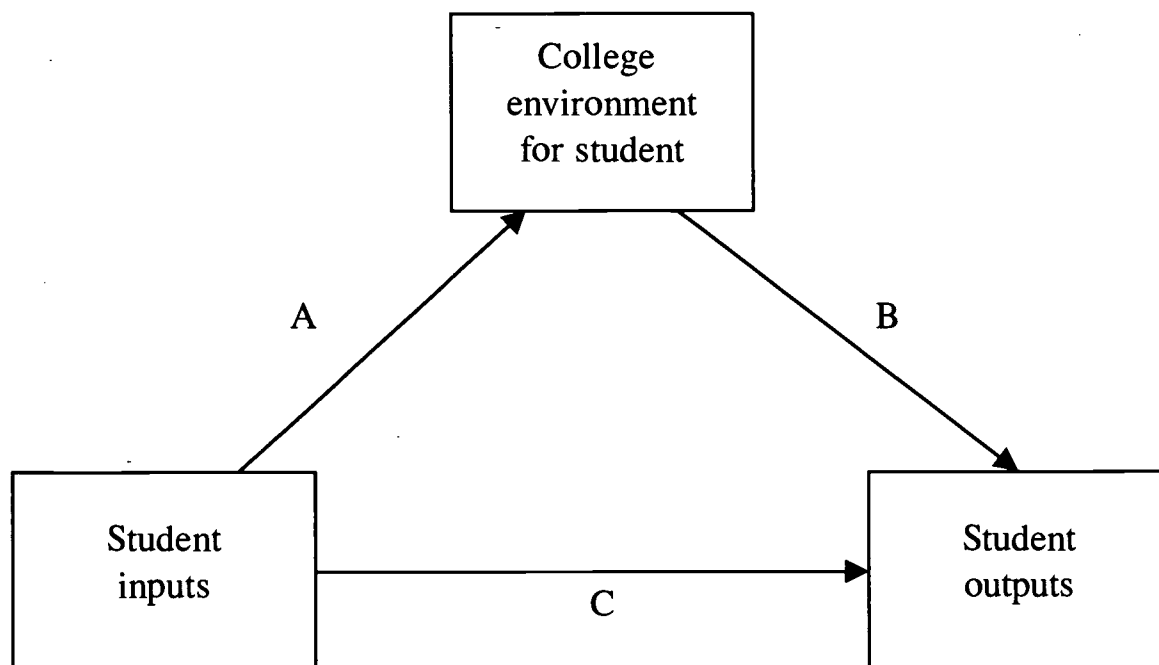 College
environment
for student
A
B
Student
inputs
C
Student
outputs